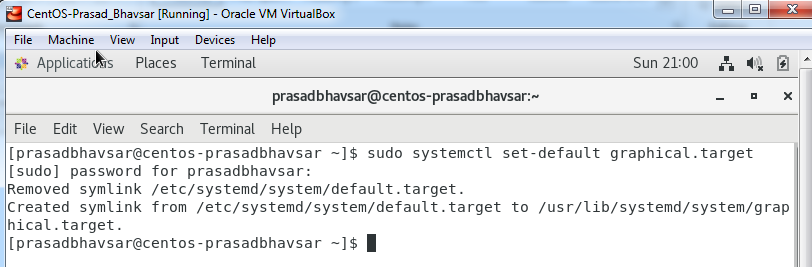 CentOS-Prasad_Bhavsar [Running] - Oracle VM VirtualBox
File Machine View Input Devices Help
Applications Places Terminal Sun 21:00
prasadbhavsar@centos-prasadbhavsar:~
File Edit View Search Terminal Help
[prasadbhavsar@centos-prasadbhavsar ~]$ sudo systemctl set-default graphical.target
[sudo] password for prasadbhavsar:
Removed symlink /etc/systemd/system/default.target.
Created symlink from /etc/systemd/system/default.target to /usr/lib/systemd/system/grap
hical.target.
[prasadbhavsar@centos-prasadbhavsar ~]$